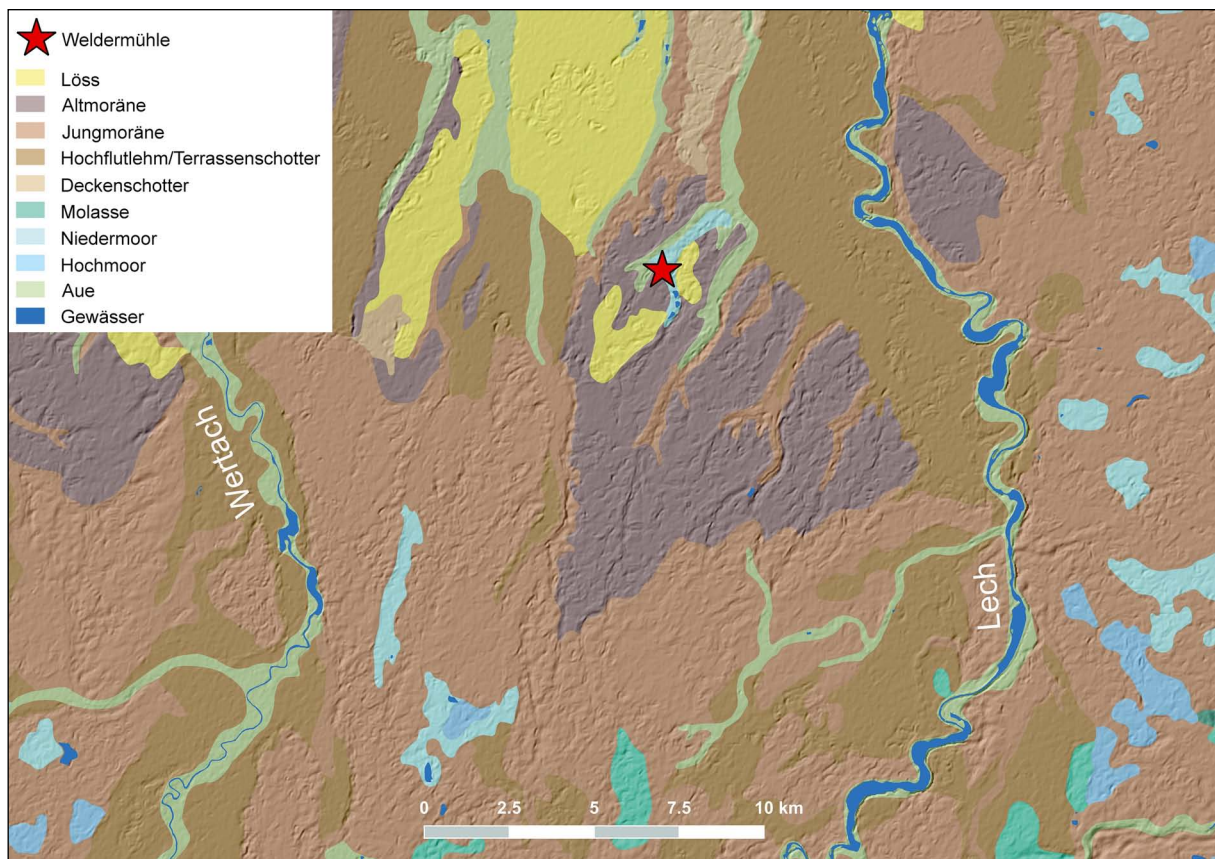 Weldermühle
Löss
Altmoräne
Jungmoräne
Hochflutlehm/Terrassenschotter
Deckenschotter
Molasse
Niedermoor
Hochmoor
Aue
Gewässer
Wertach
Lech
0 2.5 5 7.5 10 km